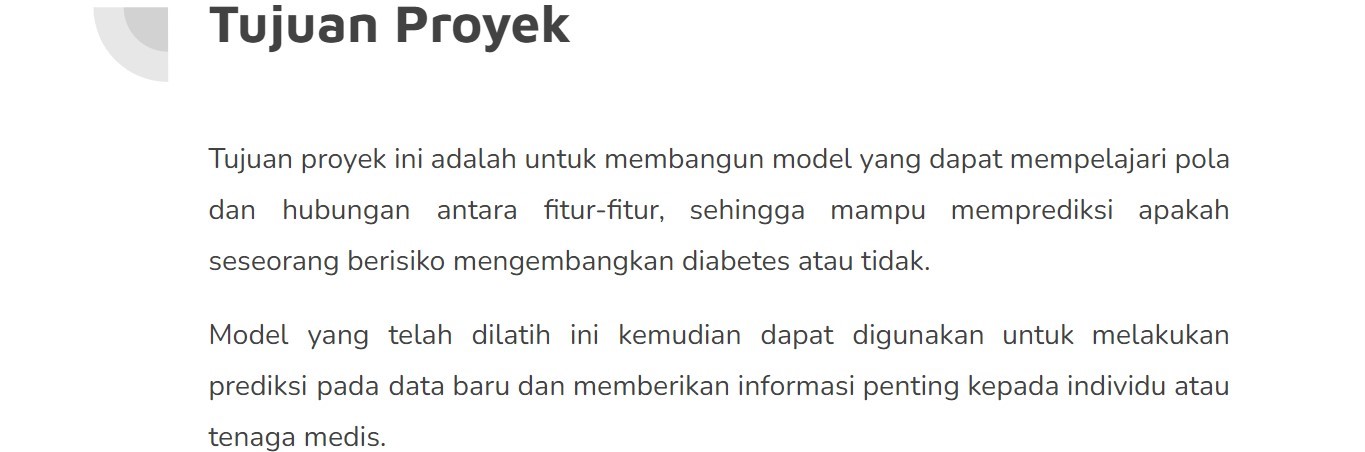 Tujuan Proyek
Tujuan proyek ini adalah untuk membangun model yang dapat mempelajari pola
dan hubungan antara fitur-fitur, sehingga mampu memprediksi apakah
seseorang berisiko mengembangkan diabetes atau tidak.
Model yang telah dilatih ini kemudian dapat digunakan untuk melakukan
prediksi pada data baru dan memberikan informasi penting kepada individu atau
tenaga medis.